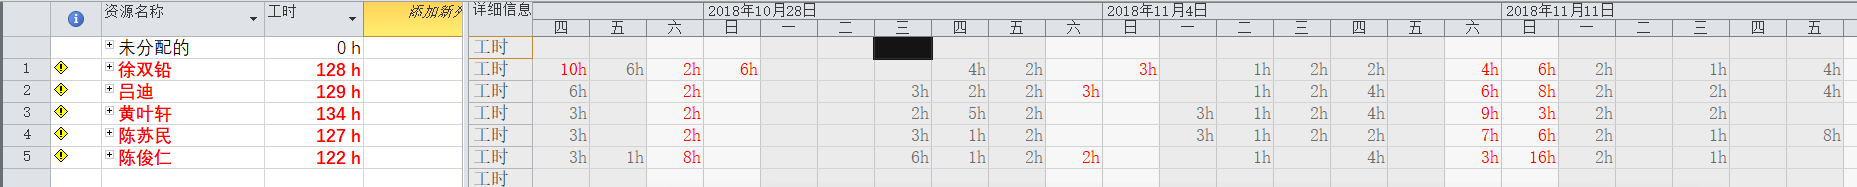 资源名称 工时 添加新 详细信息 2018年10月28日 2018年11月4日 2018年11月11日
四 五 六 日 一 二 三 四 五 六 日 一 二 三 四 五 六 日 一 二 三 四 五
未分配的 0 h 工时
1 徐双铅 128 h 工时 10h 6h 2h 6h 4h 2h 3h 1h 2h 2h 4h 6h 2h 1h 4h
2 吕迪 129 h 工时 6h 2h 3h 2h 2h 3h 1h 2h 4h 6h 8h 2h 2h 4h
3 黄叶轩 134 h 工时 3h 2h 2h 5h 2h 3h 1h 2h 4h 9h 3h 2h 2h
4 陈苏民 127 h 工时 3h 2h 3h 1h 2h 3h 1h 2h 2h 7h 6h 2h 1h 8h
5 陈俊仁 122 h 工时 3h 1h 8h 6h 1h 2h 2h 1h 4h 3h 16h 2h 1h
工时